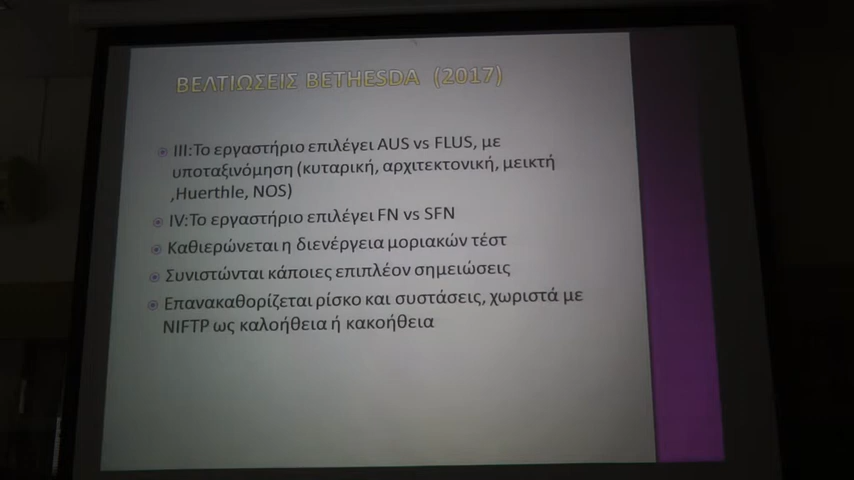 ΒΕΛΤΙΩΣΕΙΣ BETHESDA (2017)
III:Το εργαστήριο επιλέγει AUS vs FLUS, με
υποταξινόμηση (κυταρική, αρχιτεκτονική, μεικτή
,Huerthle, NOS)
IV:Το εργαστήριο επιλέγει FN vs SFN
Καθιερώνεται η διενέργεια μοριακών τέστ
Συνιστώνται κάποιες επιπλέον σημειώσεις
Επανακαθορίζεται ρίσκο και συστάσεις, χωριστά με
NIFTP ως καλοήθεια ή κακοήθεια